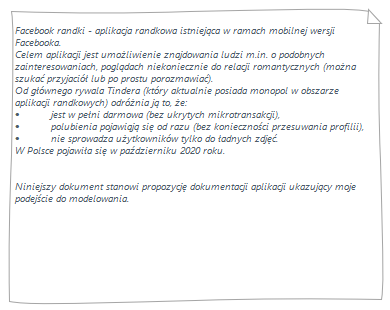 Facebook randki - aplikacja randkowa istniejąca w ramach mobilnej wersji
Facebooka.
Celem aplikacji jest umożliwienie znajdowania ludzi m.in. o podobnych
zainteresowaniach, poglądach niekoniecznie do relacji romantycznych (można
szukać przyjaciół lub po prostu porozmawiać).
Od głównego rywala Tindera (który aktualnie posiada monopol w obszarze
aplikacji randkowych) odróżnia ją to, że:
• jest w pełni darmowa (bez ukrytych mikrotransakcji),
• polubienia pojawiają się od razu (bez konieczności przesuwania profilii),
• nie sprowadza użytkowników tylko do ładnych zdjęć.
W Polsce pojawiła się w październiku 2020 roku.
Niniejszy dokument stanowi propozycję dokumentacji aplikacji ukazujący moje
podejście do modelowania.